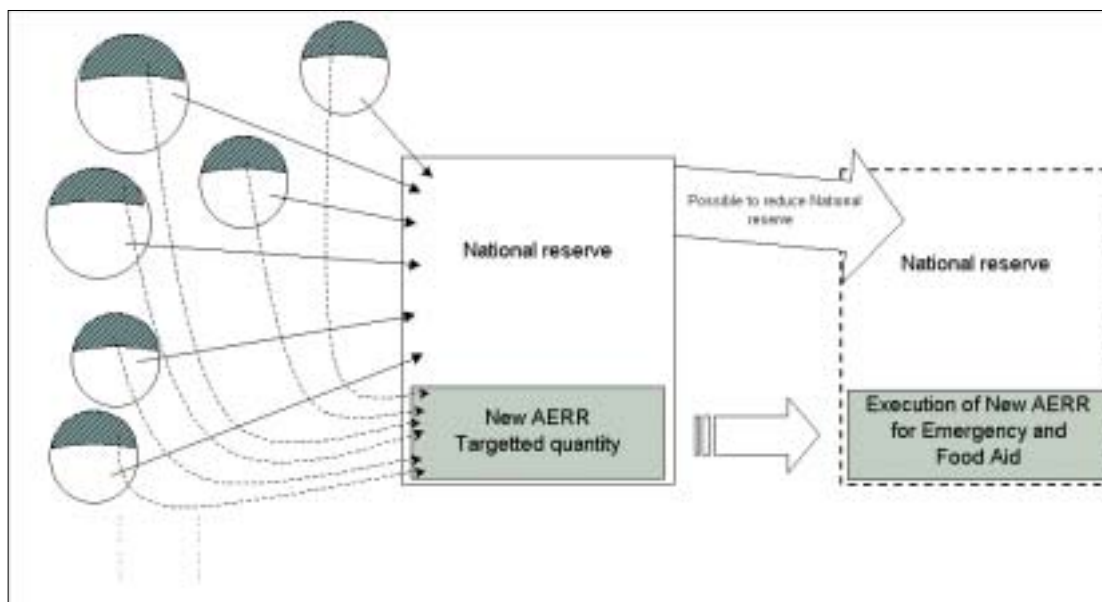 National reserve
New AERR
Targetted quantity
Possible to reduce National
reserve
National reserve
Execution of New AERR
for Emergency and
Food Aid